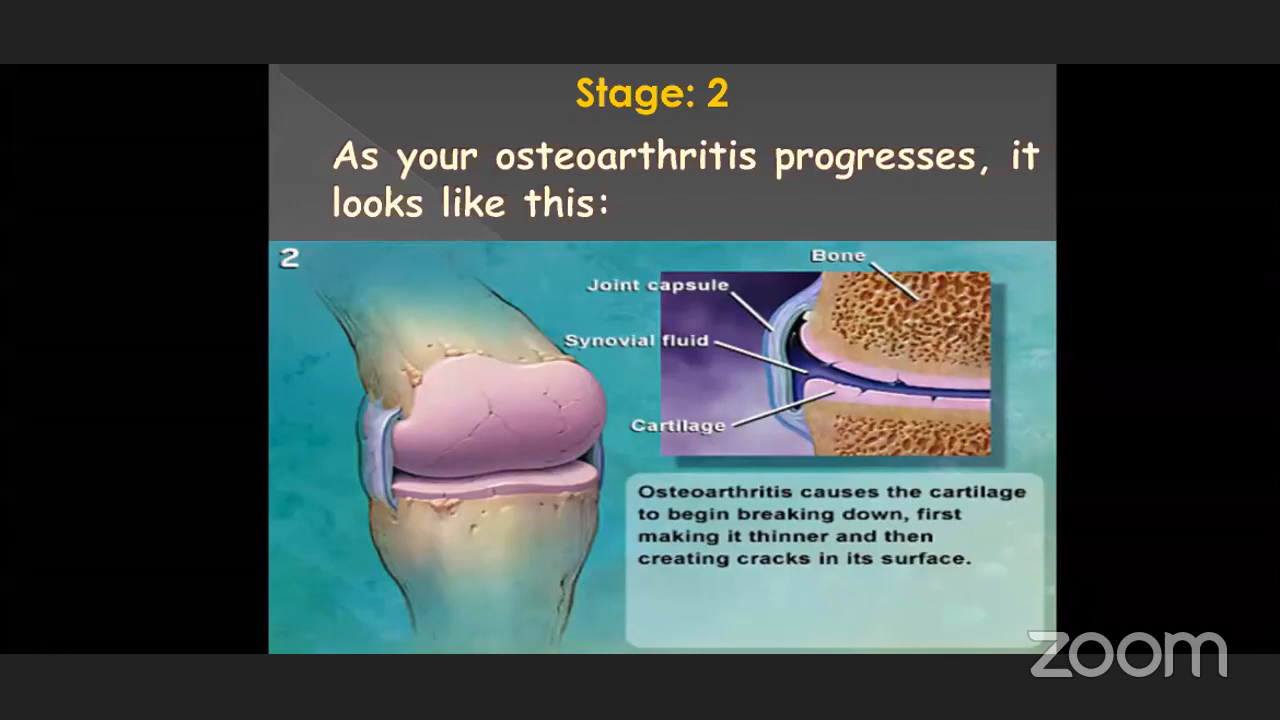 Stage: 2
As your osteoarthritis progresses, it
looks like this:
2
Bone
Joint capsule
Synovial fluid
Cartilage
Osteoarthritis causes the cartilage
to begin breaking down, first
making it thinner and then
creating cracks in its surface.
zoom